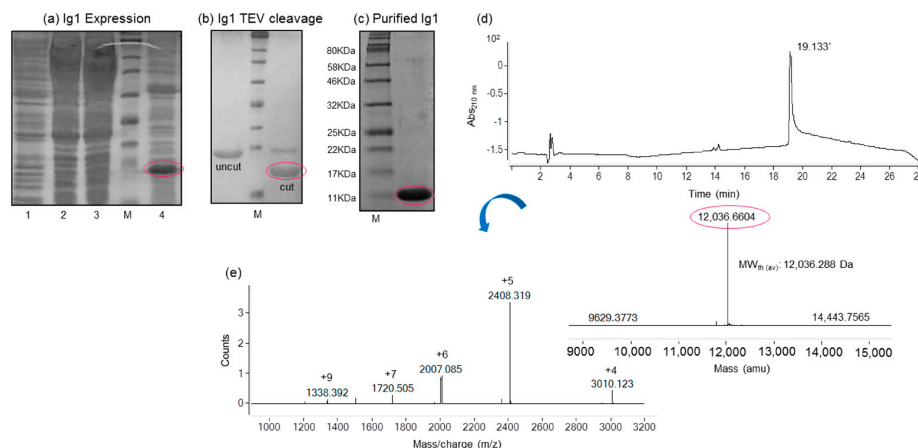 (a) Ig1 Expression
1 2 3 M 4
(b) Ig1 TEV cleavage
uncut
cut
M
(c) Purified Ig1
80KDa
58KDa
46KDa
32KDa
25KDa
22KDa
17KDa
11KDa
M
(d)
10²
0
-1
-1.5
Abs210 nm
19.133’
0 2 4 6 8 10 12 14 16 18 20 22 24 26 28
Time (min)
12,036.6604
MWth (av): 12,036.288 Da
9629.3773
14,443.7565
9000 10,000 11,000 12,000 13,000 14,000 15,000
Mass (amu)
(e)
Counts
3
2
1
0
+9
1338.392
+7
1720.505
+6
2007.085
+5
2408.319
+4
3010.123
1000 1200 1400 1600 1800 2000 2200 2400 2600 2800 3000 3200
Mass/charge (m/z)